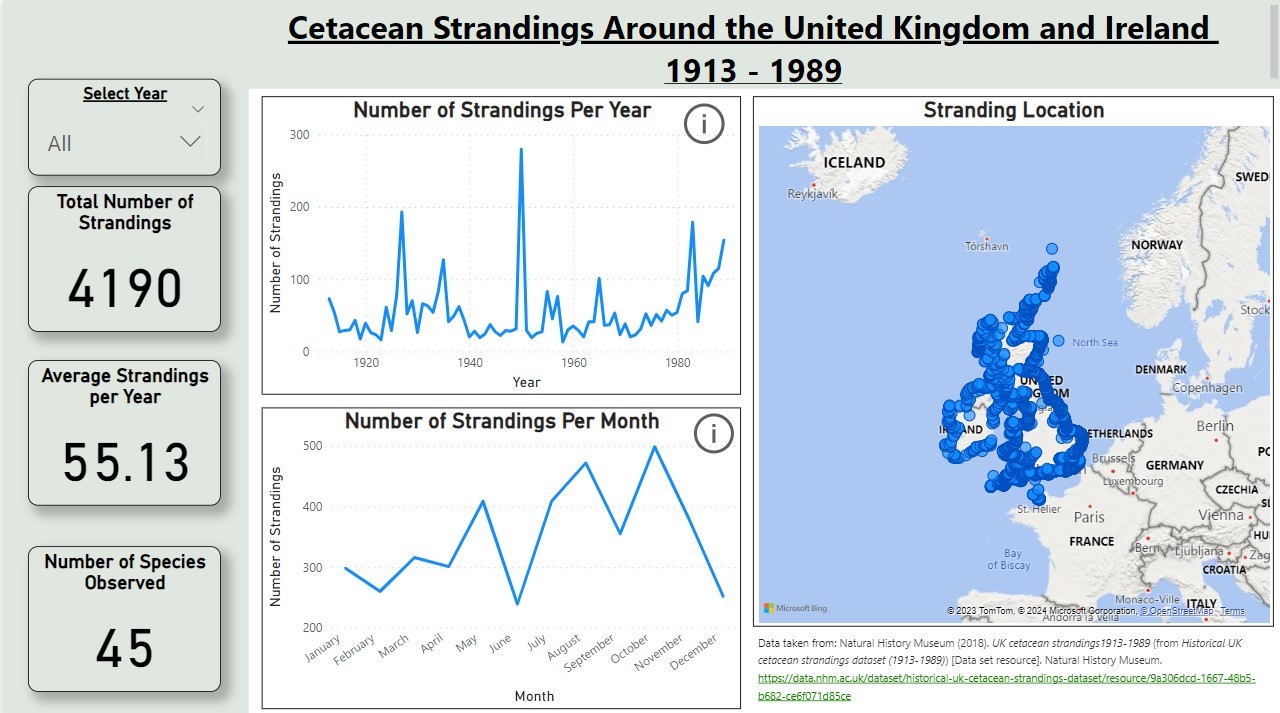 Cetacean Strandings Around the United Kingdom and Ireland
1913 - 1989
Select Year
All
Total Number of
Strandings
4190
Average Strandings
per Year
55.13
Number of Species
Observed
45
Number of Strandings Per Year
i
Number of Strandings
300
200
100
0
1920
1940
1960
1980
Year
Number of Strandings Per Month
i
Number of Strandings
500
400
300
200
January
February
March
April
May
June
July
August
September
October
November
December
Month
Stranding Location
ICELAND
Reykjavík
SWED
Tórshavn
NORWAY
Stock
North Sea
DENMARK
Copenhagen
UNITED
KINGDOM
IRELAND
Berlin
NETHERLANDS
PO
Brussels
GERMANY
Luxembourg
CZECHIA
SL
St. Helier
Paris
Vienna
FRANCE
Bern
Ljubljana
HU
Zag
Bay
of Biscay
CROATIA
Monaco-Ville
ITALY
Andorra la Vella
Microsoft Bing
© 2023 TomTom, © 2024 Microsoft Corporation, © OpenStreetMap Terms
Data taken from: Natural History Museum (2018). UK cetacean strandings1913-1989 (from Historical UK
cetacean strandings dataset (1913-1989)) [Data set resource]. Natural History Museum.
https://data.nhm.ac.uk/dataset/historical-uk-cetacean-strandings-dataset/resource/9a306dcd-1667-48b5-
b682-ce6f071d85ce